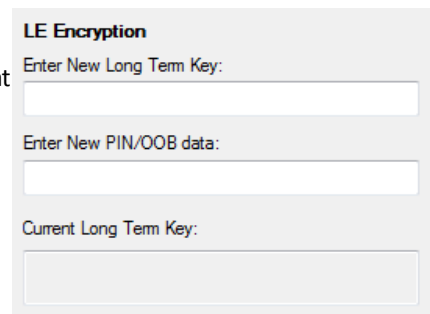 LE Encryption
Enter New Long Term Key:
Enter New PIN/OOB data:
Current Long Term Key: